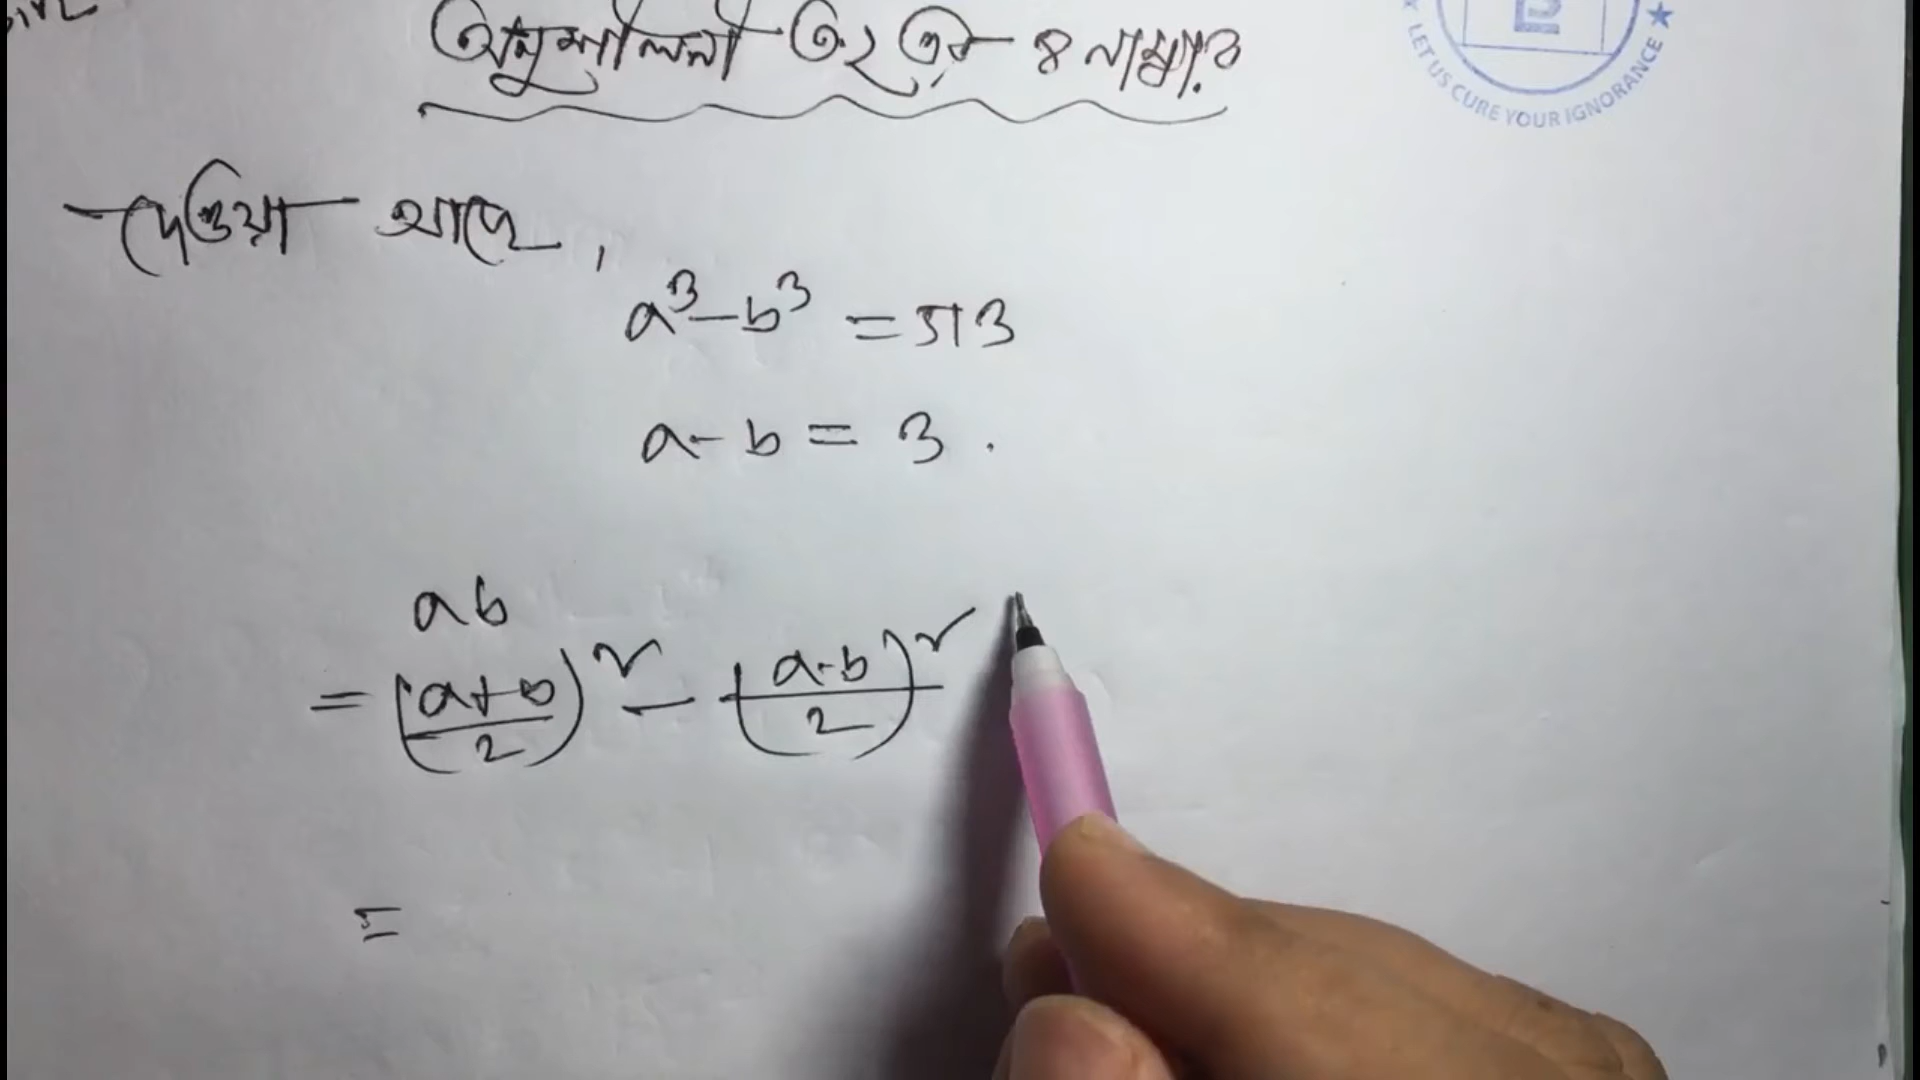 অনুশীলনী ৩.২ এর ৪ নাম্বার
★ LET US CURE YOUR IGNORANCE ★
দেওয়া আছে,
a³-b³ = 513
a-b = 3 .
ab
= (a+b/2)² - (a-b/2)²
=